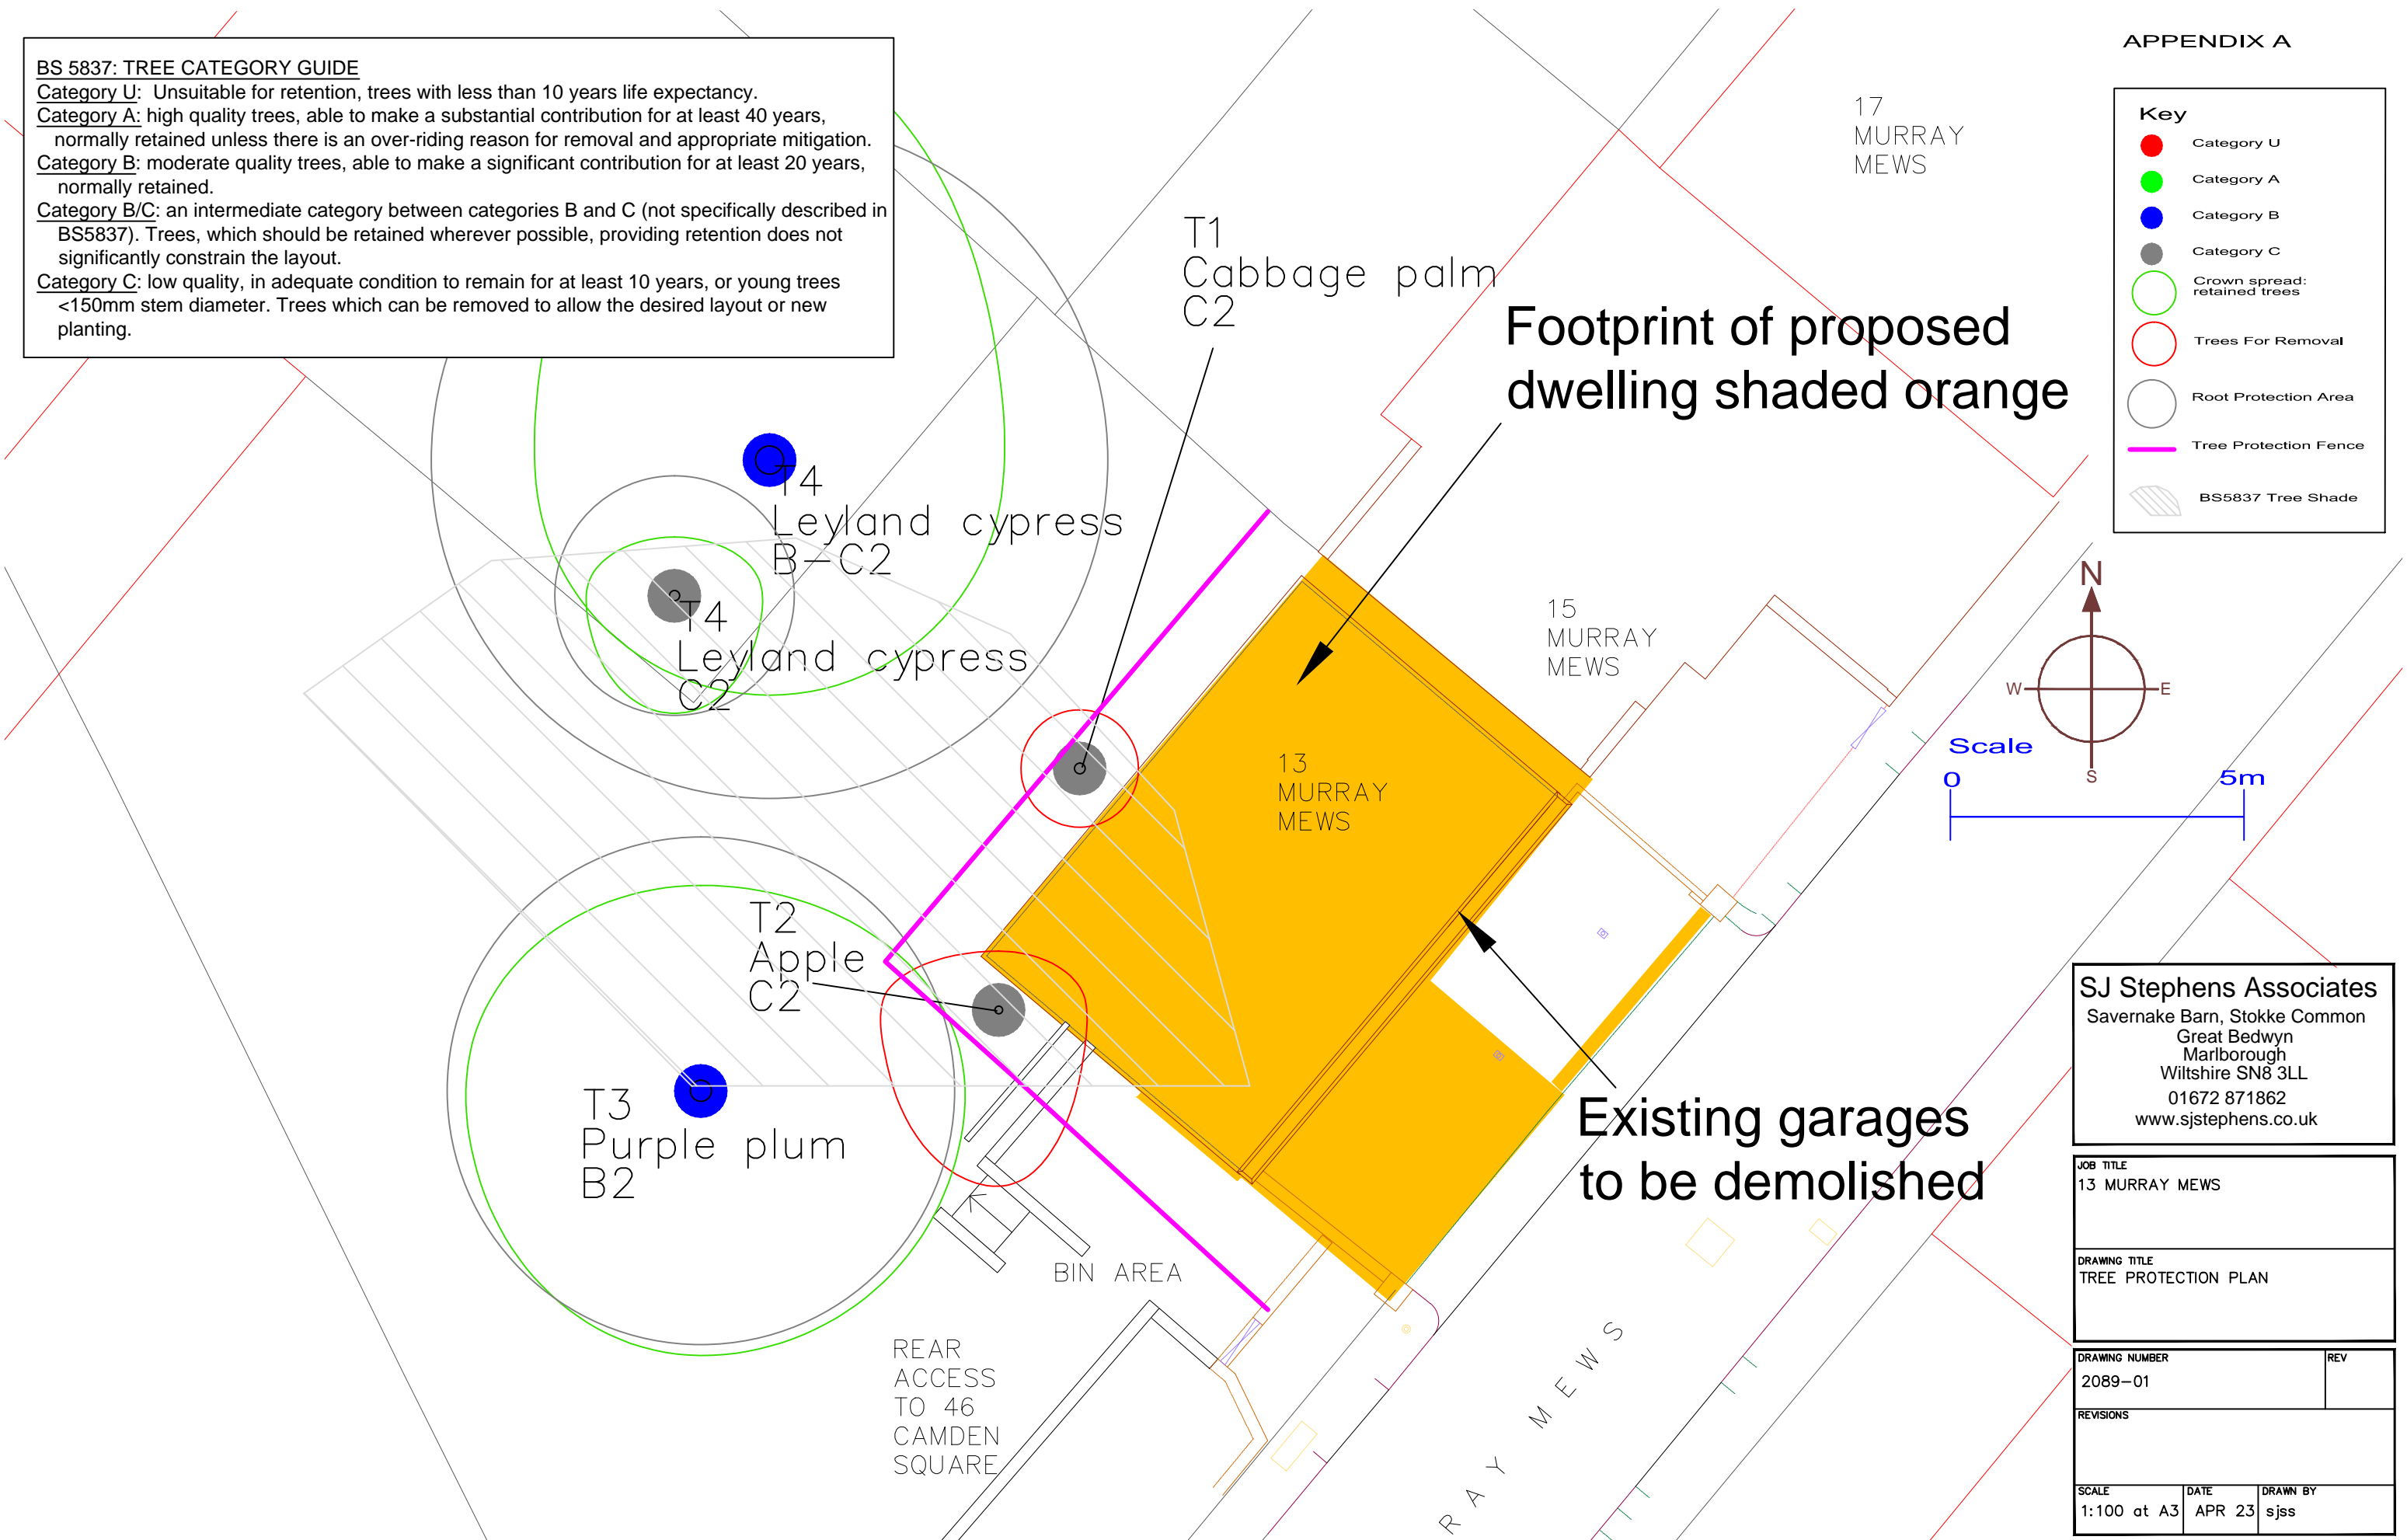 APPENDIX A
BS 5837: TREE CATEGORY GUIDE
Category U: Unsuitable for retention, trees with less than 10 years life expectancy.
Category A: high quality trees, able to make a substantial contribution for at least 40 years,
normally retained unless there is an over-riding reason for removal and appropriate mitigation.
Category B: moderate quality trees, able to make a significant contribution for at least 20 years,
normally retained.
Category B/C: an intermediate category between categories B and C (not specifically described in
BS5837). Trees, which should be retained wherever possible, providing retention does not
significantly constrain the layout.
Category C: low quality, in adequate condition to remain for at least 10 years, or young trees
<150mm stem diameter. Trees which can be removed to allow the desired layout or new
planting.
Key
Category U
Category A
Category B
Category C
Crown spread:
retained trees
Trees For Removal
Root Protection Area
Tree Protection Fence
BS5837 Tree Shade
17
MURRAY
MEWS
T1
Cabbage palm
C2
Footprint of proposed
dwelling shaded orange
T4
Leyland cypress
B-C2
T4
Leyland cypress
C2
15
MURRAY
MEWS
N
W
E
S
Scale
0
5m
13
MURRAY
MEWS
T2
Apple
C2
T3
Purple plum
B2
Existing garages
to be demolished
BIN AREA
REAR
ACCESS
TO 46
CAMDEN
SQUARE
RAY MEWS
SJ Stephens Associates
Savernake Barn, Stokke Common
Great Bedwyn
Marlborough
Wiltshire SN8 3LL
01672 871862
www.sjstephens.co.uk
JOB TITLE
13 MURRAY MEWS
DRAWING TITLE
TREE PROTECTION PLAN
DRAWING NUMBER
REV
2089-01
REVISIONS
SCALE
DATE
DRAWN BY
1:100 at A3
APR 23
sjss